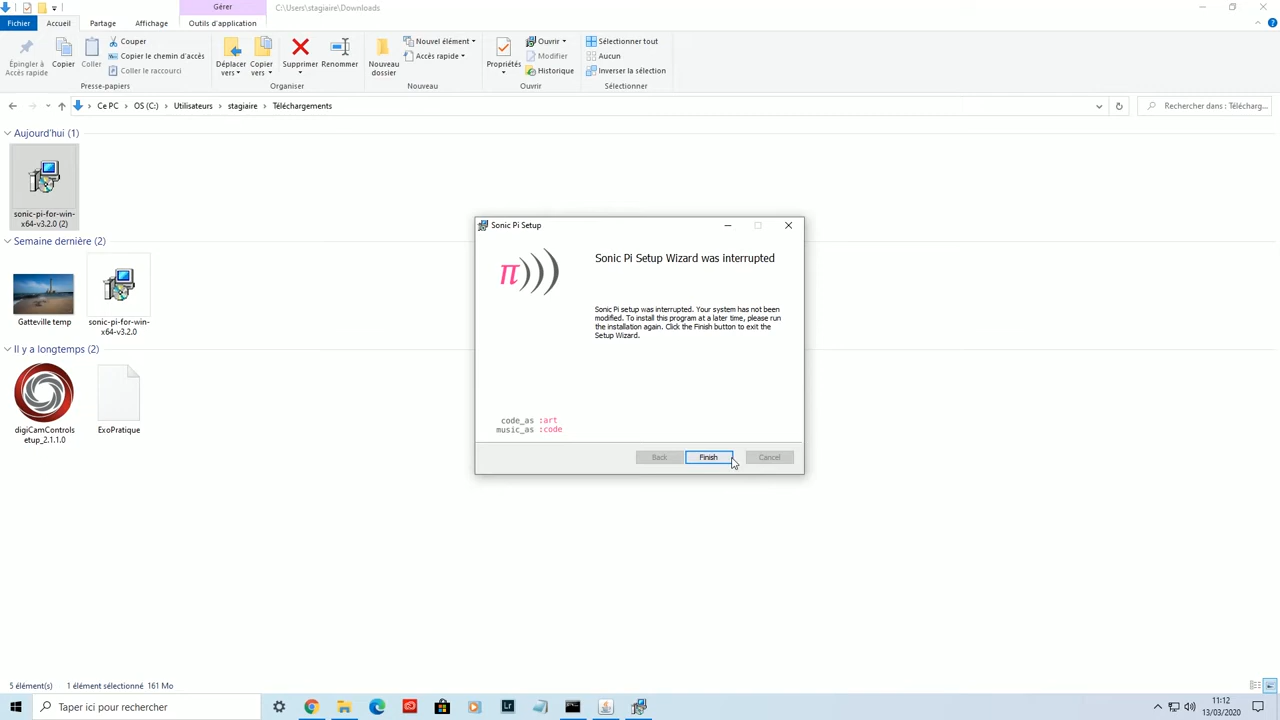 Gérer
C:\Users\stagiaire\Downloads
Fichier
Accueil
Partage
Affichage
Outils d'application
Épingler à
Accès rapide
Copier
Coller
Couper
Copier le chemin d'accès
Coller le raccourci
Presse-papiers
Déplacer
vers
Copier
vers
Supprimer
Renommer
Organiser
Nouveau
dossier
Nouvel élément
Accès rapide
Nouveau
Propriétés
Ouvrir
Modifier
Historique
Ouvrir
Sélectionner tout
Aucun
Inverser la sélection
Sélectionner
Ce PC > OS (C:) > Utilisateurs > stagiaire > Téléchargements
Rechercher dans : Télécharg...
Aujourd'hui (1)
sonic-pi-for-win-
x64-v3.2.0 (2)
Semaine dernière (2)
Gatteville temp
sonic-pi-for-win-
x64-v3.2.0
Il y a longtemps (2)
digiCamControls
etup_2.1.1.0
ExoPratique
Sonic Pi Setup
π)))
Sonic Pi Setup Wizard was interrupted
Sonic Pi setup was interrupted. Your system has not been
modified. To install this program at a later time, please run
the installation again. Click the Finish button to exit the
Setup Wizard.
code_as :art
music_as :code
Back
Finish
Cancel
5 élément(s)
1 élément sélectionné 161 Mo
Taper ici pour rechercher
Lr
11:12
13/03/2020